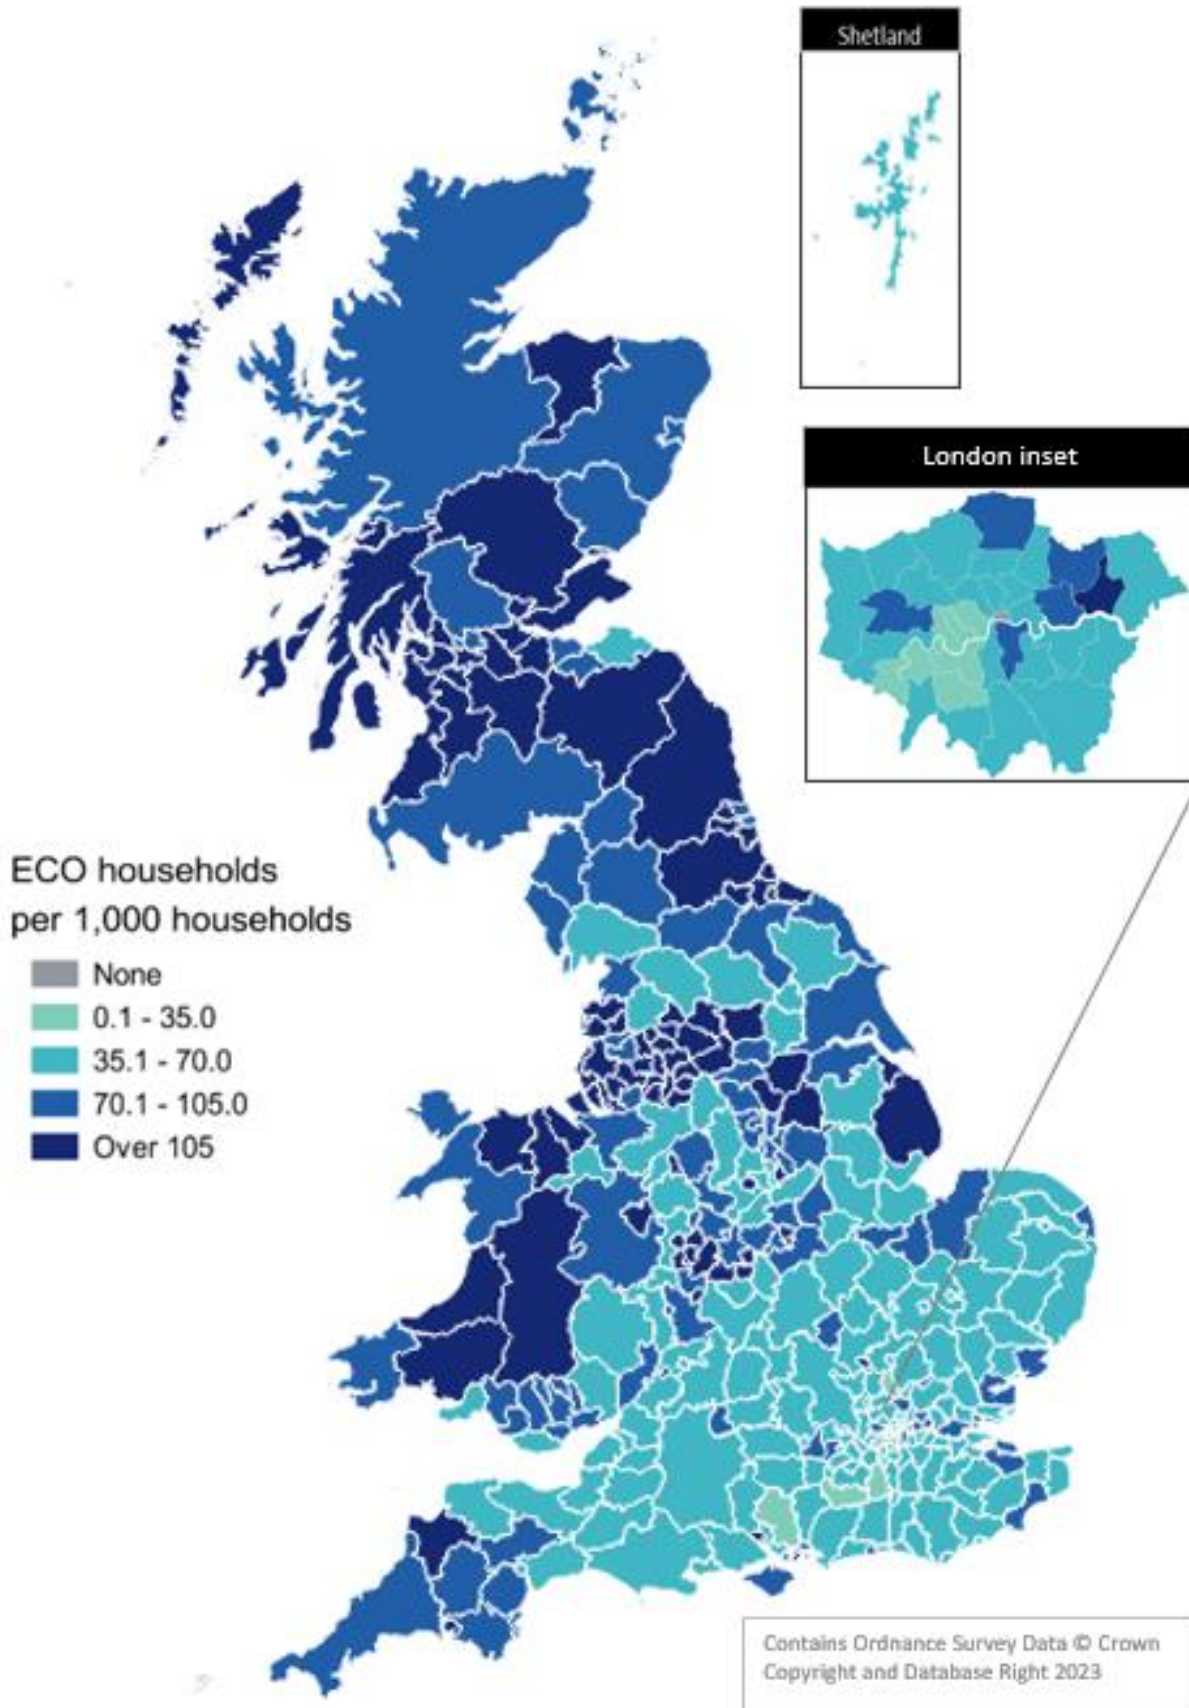 Shetland
London inset
ECO households
per 1,000 households
None
0.1 - 35.0
35.1 - 70.0
70.1 - 105.0
Over 105
Contains Ordnance Survey Data © Crown
Copyright and Database Right 2023